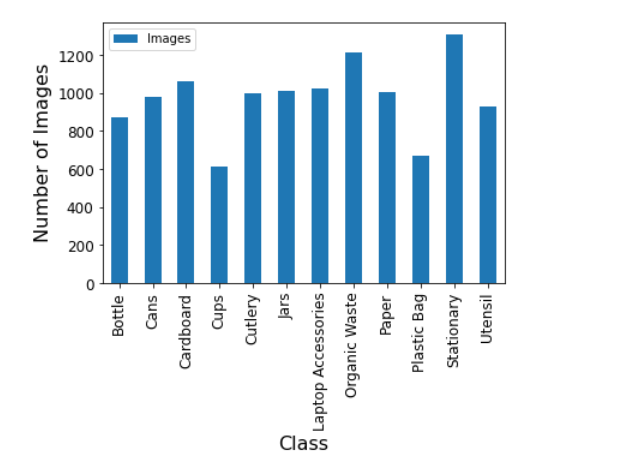 Images
Number of Images
1200
1000
800
600
400
200
0
Bottle
Cans
Cardboard
Cups
Cutlery
Jars
Laptop Accessories
Organic Waste
Paper
Plastic Bag
Stationary
Utensil
Class